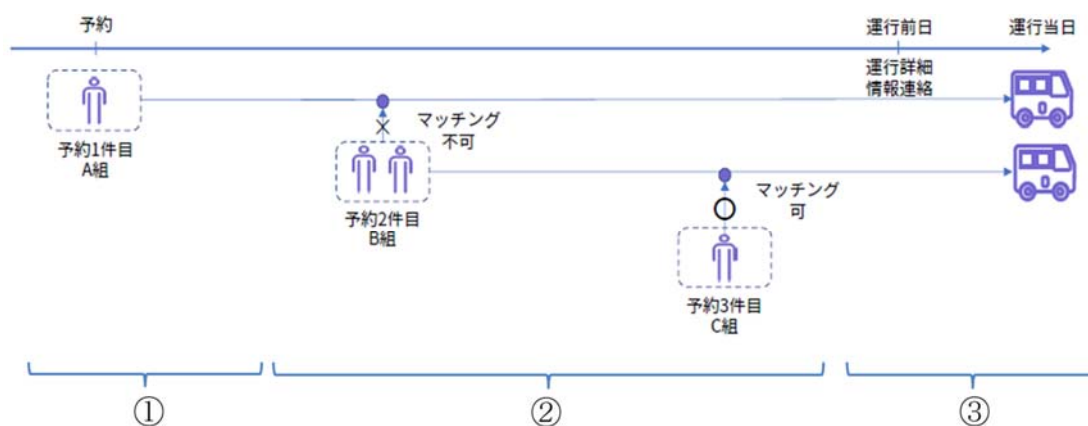 予約
運行前日
運行当日
運行詳細
情報連絡
マッチング
不可
予約1件目
A組
マッチング
可
予約2件目
B組
予約3件目
C組
①
②
③